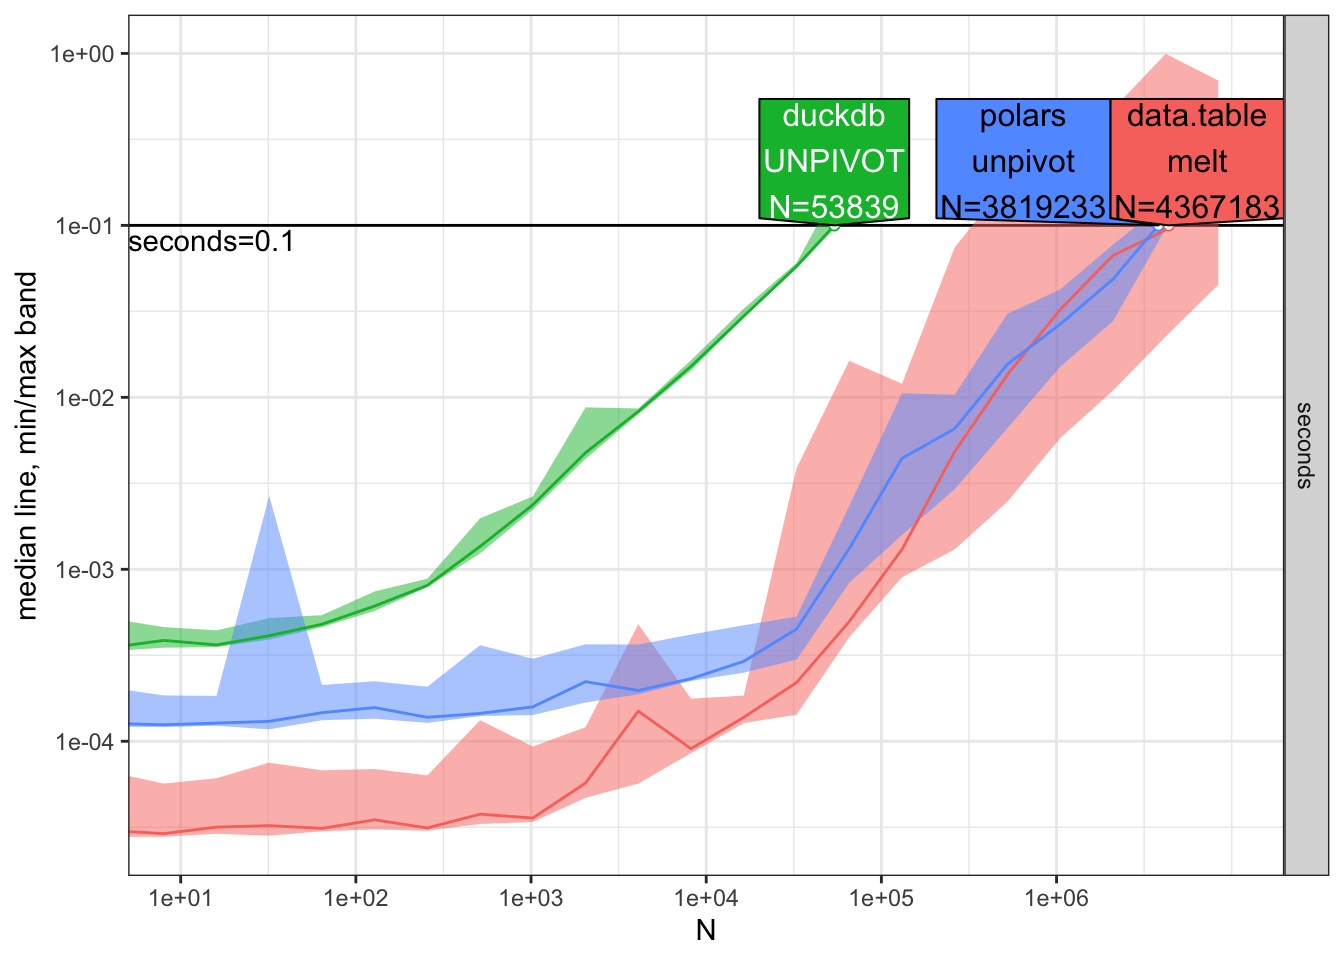 1e+00
1e-01
1e-02
1e-03
1e-04
median line, min/max band
duckdb
UNPIVOT
N=53839
polars
unpivot
N=3819233
data.table
melt
N=4367183
seconds=0.1
seconds
1e+01
1e+02
1e+03
1e+04
1e+05
1e+06
N